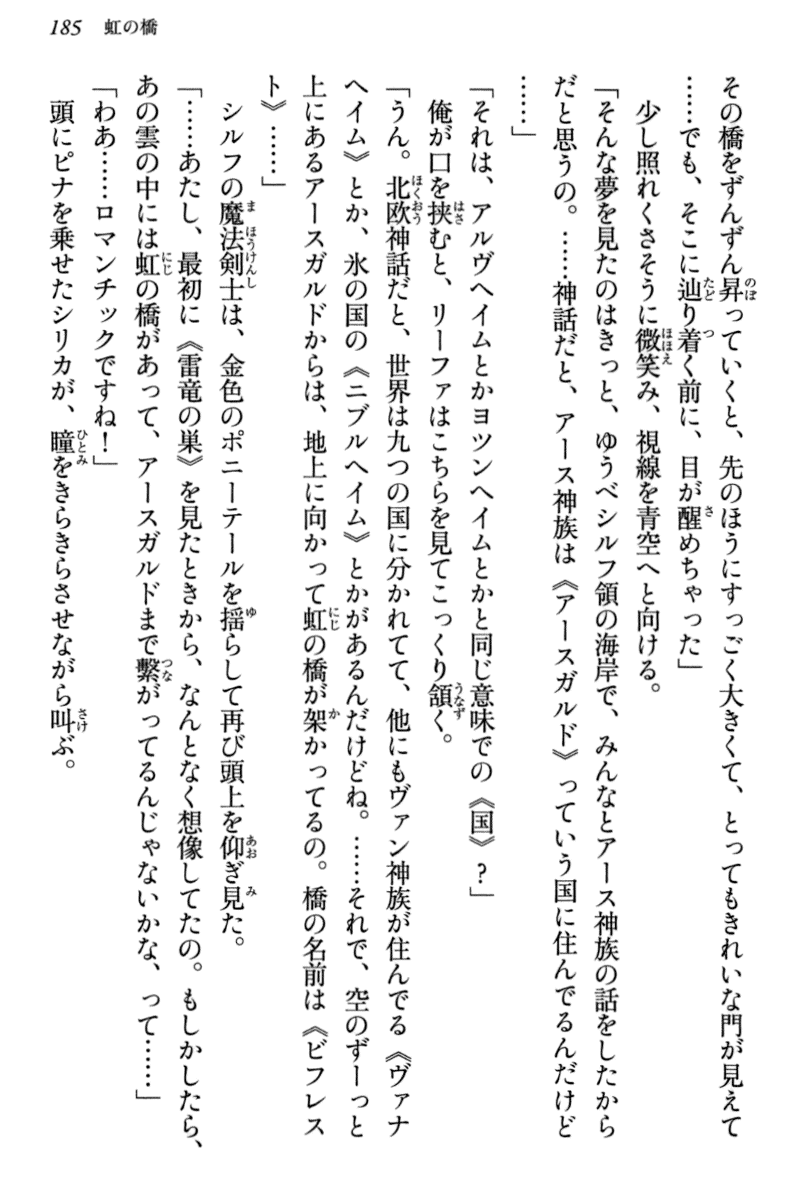 185 虹の橋
その橋をずんずん昇っていくと、先のほうにすっごく大きくて、とってもきれいな門が見えて
……でも、そこに辿り着く前に、目が醒めちゃった」
少し照れくさそうに微笑み、視線を青空へと向ける。
「そんな夢を見たのはきっと、ゆうべシルフ領の海岸で、みんなとアース神族の話をしたから
だと思うの。……神話だと、アース神族は《アースガルド》っていう国に住んでるんだけど
……」
「それは、アルヴヘイムとかヨツンヘイムとかと同じ意味での《国》？」
俺が口を挟むと、リーファはこちらを見てこっくり頷く。
「うん。北欧神話だと、世界は九つの国に分かれてて、他にもヴァン神族が住んでる《ヴァナ
ヘイム》とか、氷の国の《ニブルヘイム》とかがあるんだけどね。……それで、空のずーっと
上にあるアースガルドからは、地上に向かって虹の橋が架かってるの。橋の名前は《ビフレス
ト》……」
シルフの魔法剣士は、金色のポニーテールを揺らして再び頭上を仰ぎ見た。
「……あたし、最初に《雷竜の巣》を見たときから、なんとなく想像してたの。もしかしたら、
あの雲の中には虹の橋があって、アースガルドまで繫がってるんじゃないかな、って……」
「わあ……ロマンチックですね！」
頭にピナを乗せたシリカが、瞳をきらきらさせながら叫ぶ。